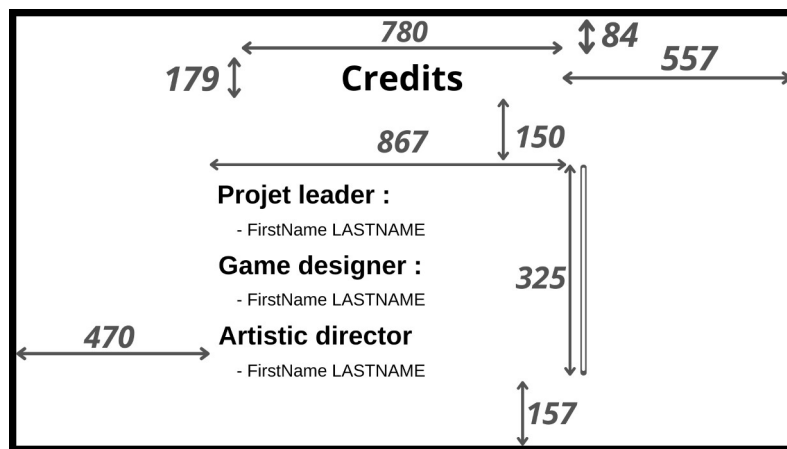 780
84
557
179
Credits
150
867
Projet leader :
- FirstName LASTNAME
Game designer :
325
- FirstName LASTNAME
470
Artistic director
- FirstName LASTNAME
157